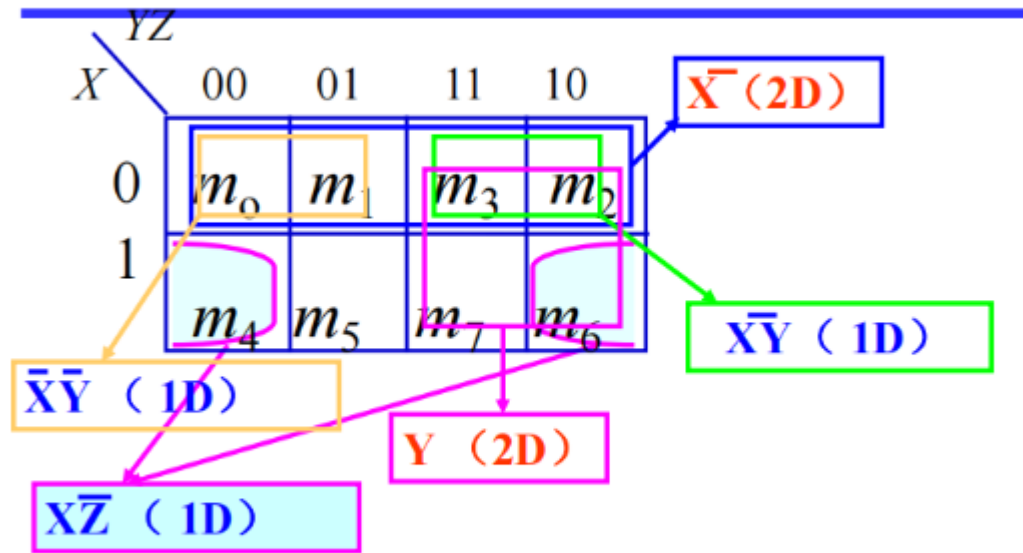 YZ
X 00 01 11 10
X̄ (2D)
0 m₀ m₁ m₃ m₂
1 m₄ m₅ m₇ m₆
XȲ ( 1D)
X̄Ȳ ( 1D)
Y (2D)
XZ̄ ( 1D)